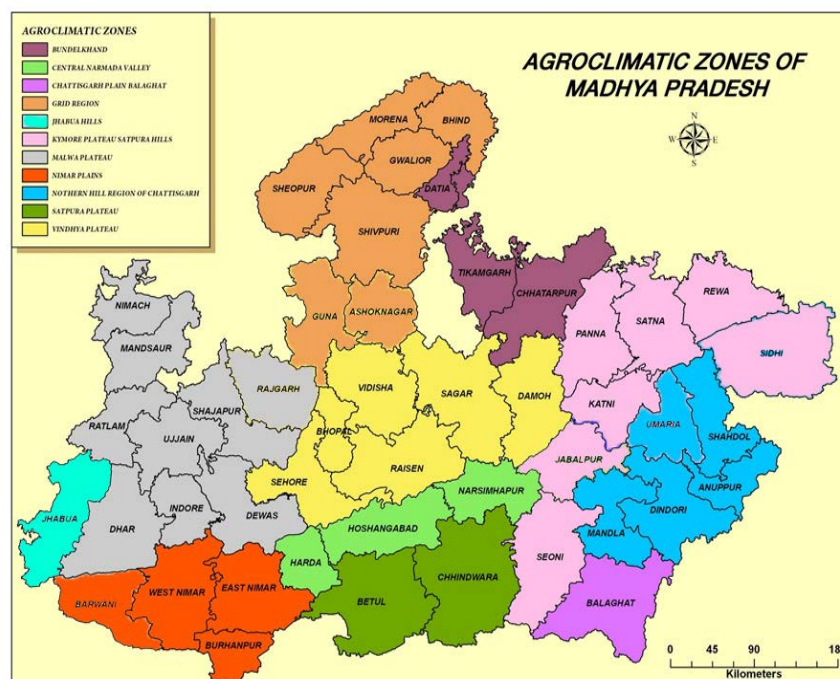 AGROCLIMATIC ZONES
BUNDELKHAND
CENTRAL NARMADA VALLEY
CHATTISGARH PLAIN BALAGHAT
GRID REGION
JHABUA HILLS
KYMORE PLATEAU SATPURA HILLS
MALWA PLATEAU
NIMAR PLAINS
NOTHERN HILL REGION OF CHATTISGARH
SATPURA PLATEAU
VINDHYA PLATEAU
AGROCLIMATIC ZONES OF
MADHYA PRADESH
N
W E
S
MORENA
BHIND
GWALIOR
SHEOPUR
DATIA
SHIVPURI
TIKAMGARH
CHHATARPUR
NIMACH
GUNA
ASHOKNAGAR
PANNA
SATNA
REWA
MANDSAUR
SIDHI
RAJGARH
VIDISHA
SAGAR
DAMOH
KATNI
SHAJAPUR
RATLAM
UJJAIN
BHOPAL
UMARIA
SHAHDOL
JABALPUR
RAISEN
SEHORE
NARSIMHAPUR
ANUPPUR
DINDORI
JHABUA
DHAR
INDORE
DEWAS
HOSHANGABAD
MANDLA
HARDA
SEONI
WEST NIMAR
EAST NIMAR
CHHINDWARA
BARWANI
BETUL
BALAGHAT
BURHANPUR
0 45 90 18
Kilometers